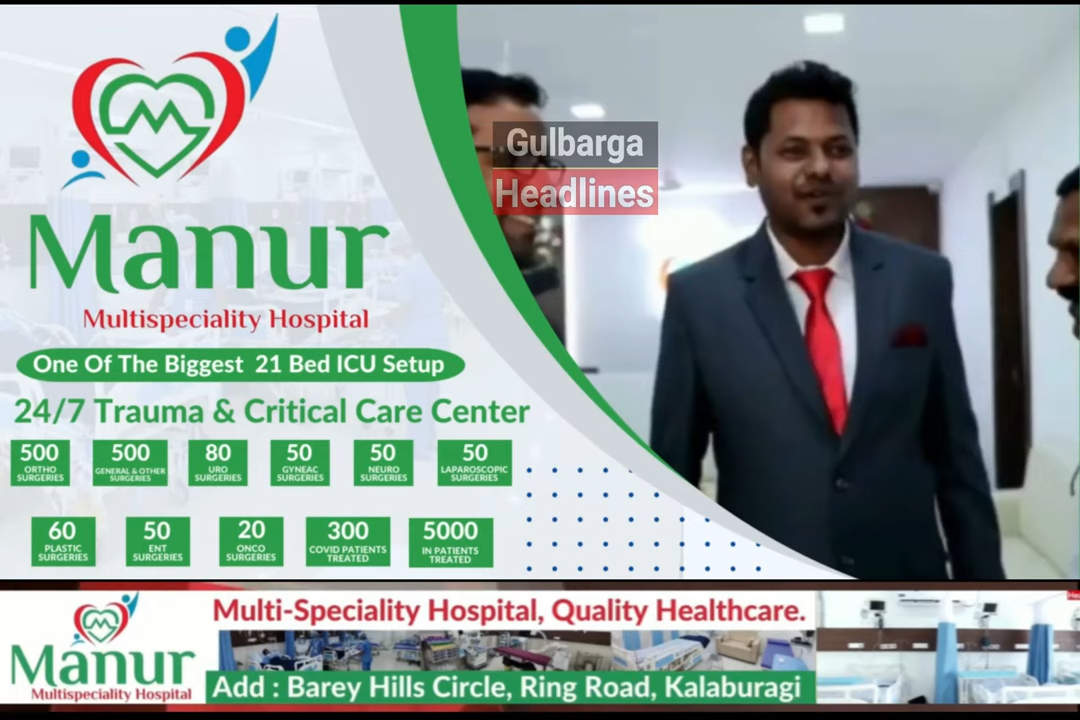 Manur
Multispeciality Hospital
One Of The Biggest 21 Bed ICU Setup
24/7 Trauma & Critical Care Center
500
ORTHO
SURGERIES
500
GENERAL & OTHER
SURGERIES
80
URO
SURGERIES
50
GYNEAC
SURGERIES
50
NEURO
SURGERIES
50
LAPAROSCOPIC
SURGERIES
60
PLASTIC
SURGERIES
50
ENT
SURGERIES
20
ONCO
SURGERIES
300
COVID PATIENTS
TREATED
5000
IN PATIENTS
TREATED
Gulbarga
Headlines
Manur
Multispeciality Hospital
Multi-Speciality Hospital, Quality Healthcare.
Add : Barey Hills Circle, Ring Road, Kalaburagi